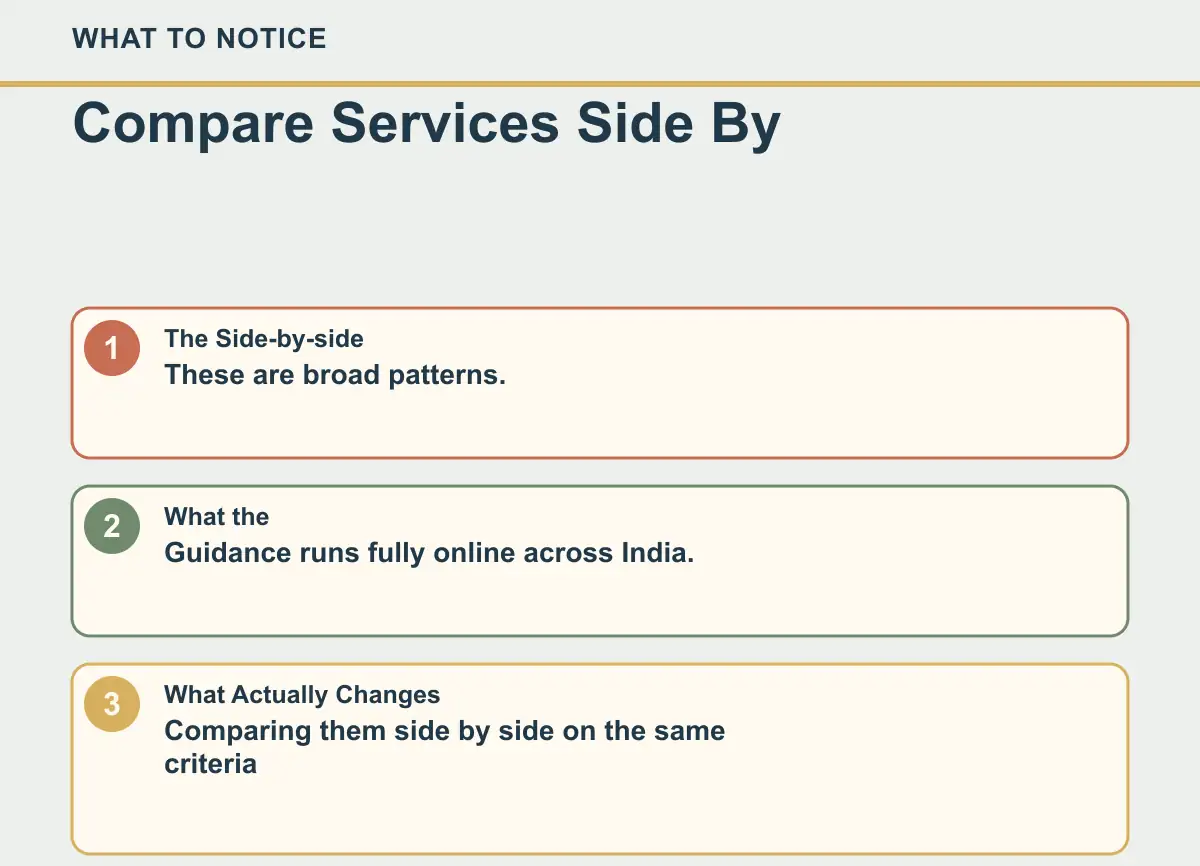 WHAT TO NOTICE
Compare Services Side By
1
The Side-by-side
These are broad patterns.
2
What the
Guidance runs fully online across India.
3
What Actually Changes
Comparing them side by side on the same
criteria